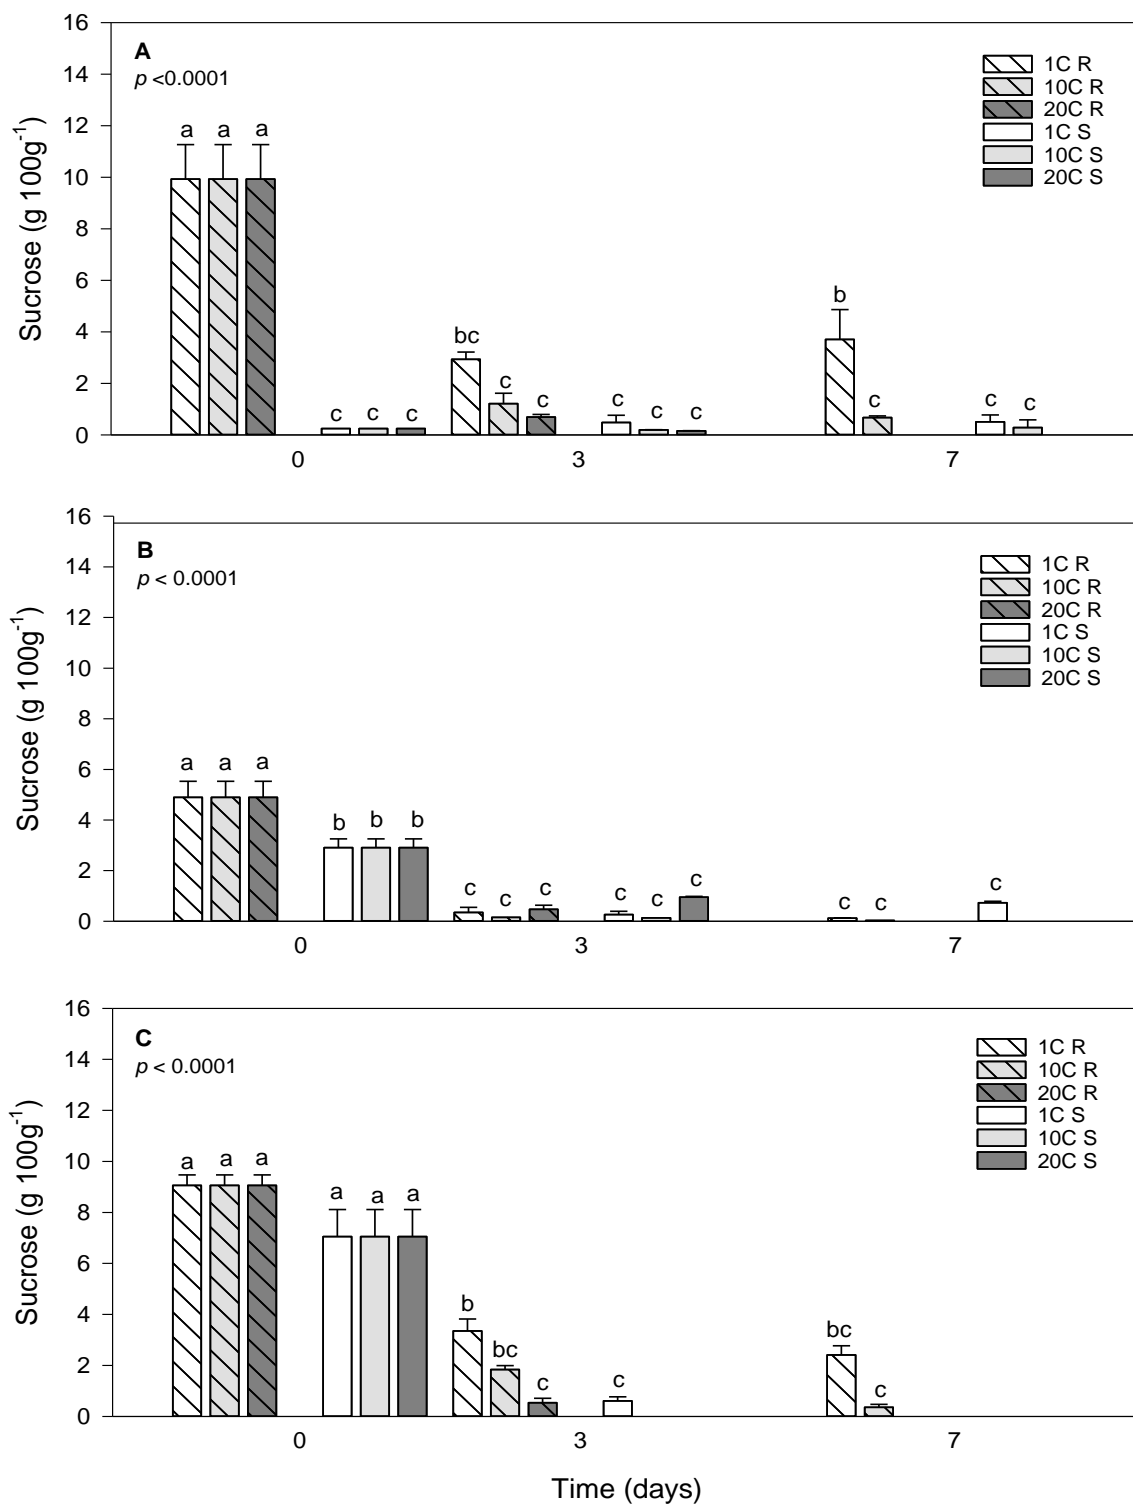 A
p <0.0001
Sucrose (g 100g⁻¹)
16
14
12
10
8
6
4
2
0
1C R
10C R
20C R
1C S
10C S
20C S
a a a
c c c
bc c c
c c c
b c
c c
0 3 7
B
p < 0.0001
Sucrose (g 100g⁻¹)
16
14
12
10
8
6
4
2
0
1C R
10C R
20C R
1C S
10C S
20C S
a a a
b b b
c c c
c c c
c c
c
0 3 7
C
p < 0.0001
Sucrose (g 100g⁻¹)
16
14
12
10
8
6
4
2
0
1C R
10C R
20C R
1C S
10C S
20C S
a a a
a a a
b bc c
c
bc c
0 3 7
Time (days)